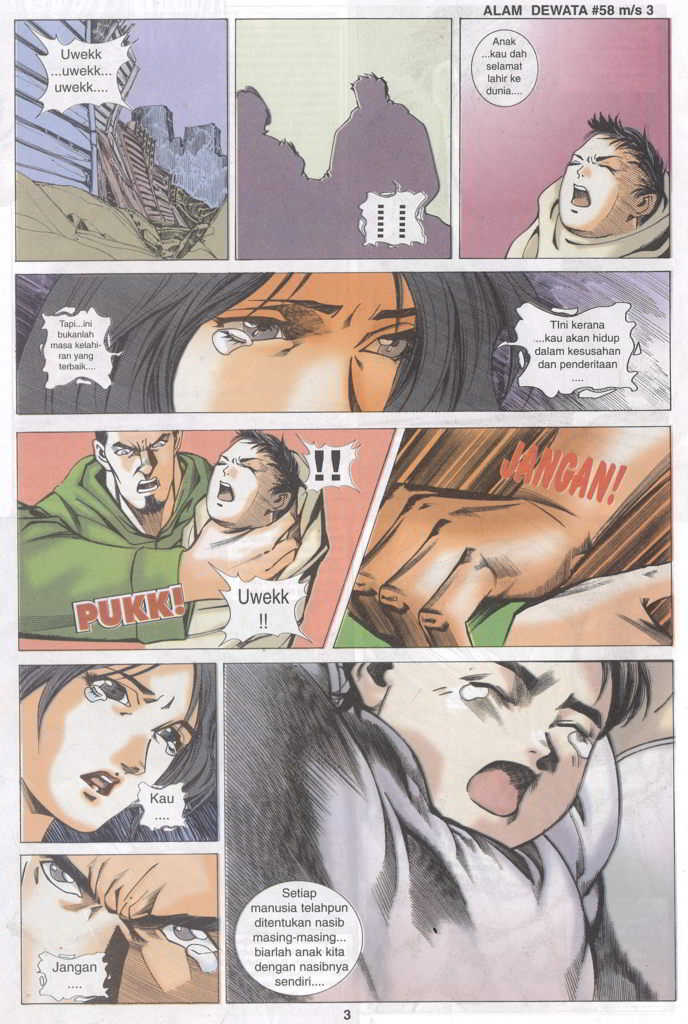 ALAM DEWATA #58 m/s 3
Uwekk
...uwekk...
uwekk....
! !
Anak
...kau dah
selamat
lahir ke
dunia....
Tapi...ini
bukanlah
masa kelahi-
ran yang
terbaik....
TIni kerana
....kau akan hidup
dalam kesusahan
dan penderitaan
....
!!
PUKK!
Uwekk
!!
JANGAN!
Kau
....
Jangan
....
Setiap
manusia telahpun
ditentukan nasib
masing-masing...
biarlah anak kita
dengan nasibnya
sendiri....
3